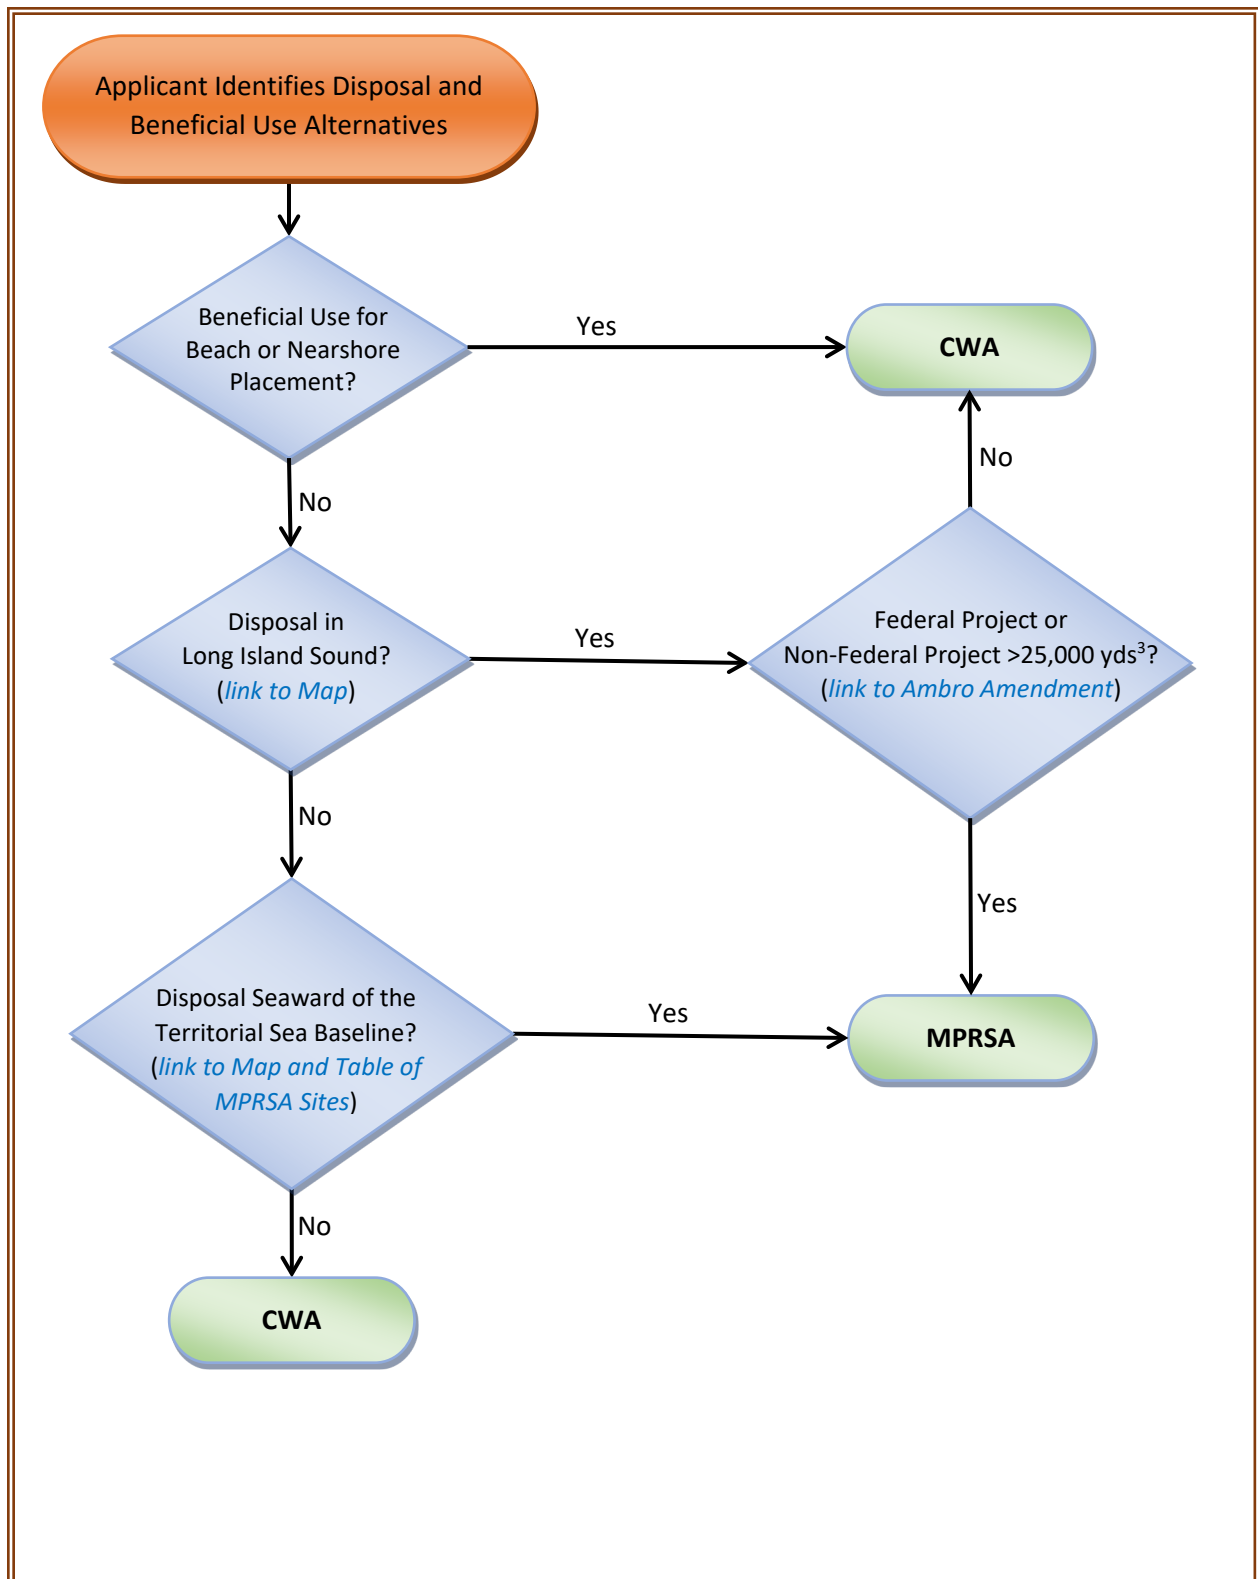 Applicant Identifies Disposal and
Beneficial Use Alternatives
Beneficial Use for
Beach or Nearshore
Placement?
Yes
CWA
No
No
Disposal in
Long Island Sound?
(link to Map)
Yes
Federal Project or
Non-Federal Project >25,000 yds³?
(link to Ambro Amendment)
No
Yes
Disposal Seaward of the
Territorial Sea Baseline?
(link to Map and Table of
MPRSA Sites)
Yes
MPRSA
No
CWA